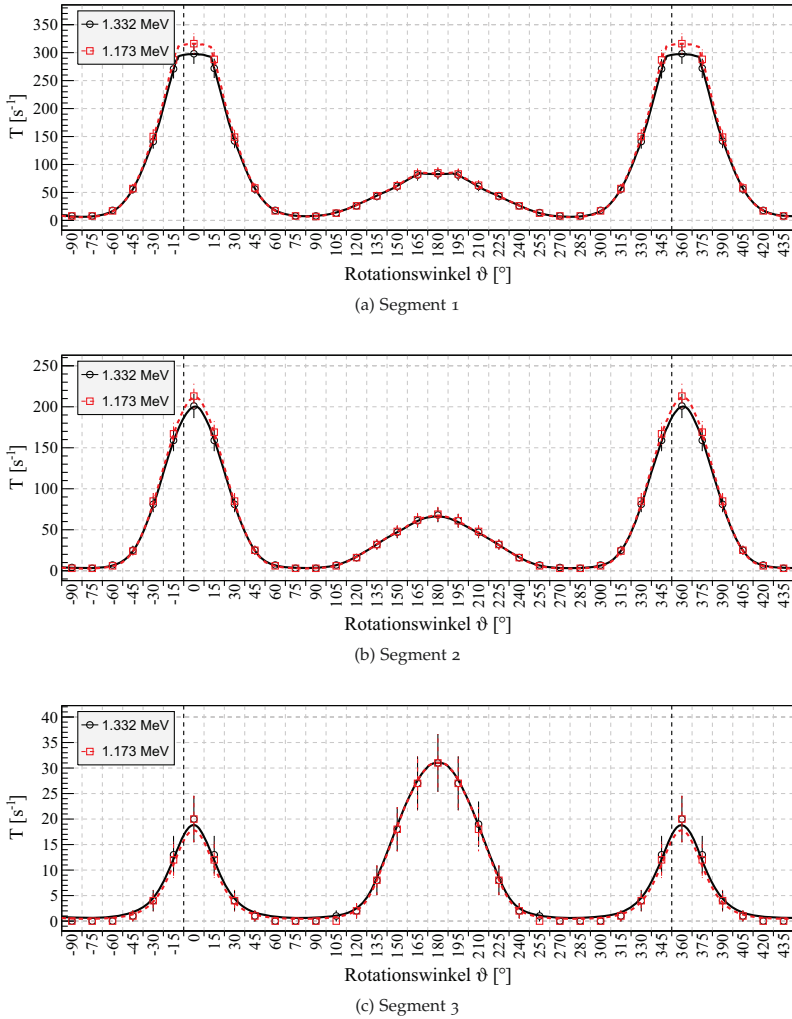 350
300
250
200
150
100
50
0
T [s⁻¹]
1.332 MeV
1.173 MeV
-90 -75 -60 -45 -30 -15 0 15 30 45 60 75 90 105 120 135 150 165 180 195 210 225 240 255 270 285 300 315 345 360 375 390 405 420 435
Rotationswinkel ϑ [°]
(a) Segment 1
250
200
150
100
50
0
T [s⁻¹]
1.332 MeV
1.173 MeV
-90 -75 -60 -45 -30 -15 0 15 30 45 60 75 90 105 120 135 150 165 180 195 210 225 240 255 270 285 300 315 345 360 375 390 405 420 435
Rotationswinkel ϑ [°]
(b) Segment 2
40
35
30
25
20
15
10
5
0
T [s⁻¹]
1.332 MeV
1.173 MeV
-90 -75 -60 -45 -30 -15 0 15 30 45 60 75 90 105 120 135 150 165 180 195 210 225 240 255 270 285 300 315 330 345 360 375 390 405 420 435
Rotationswinkel ϑ [°]
(c) Segment 3